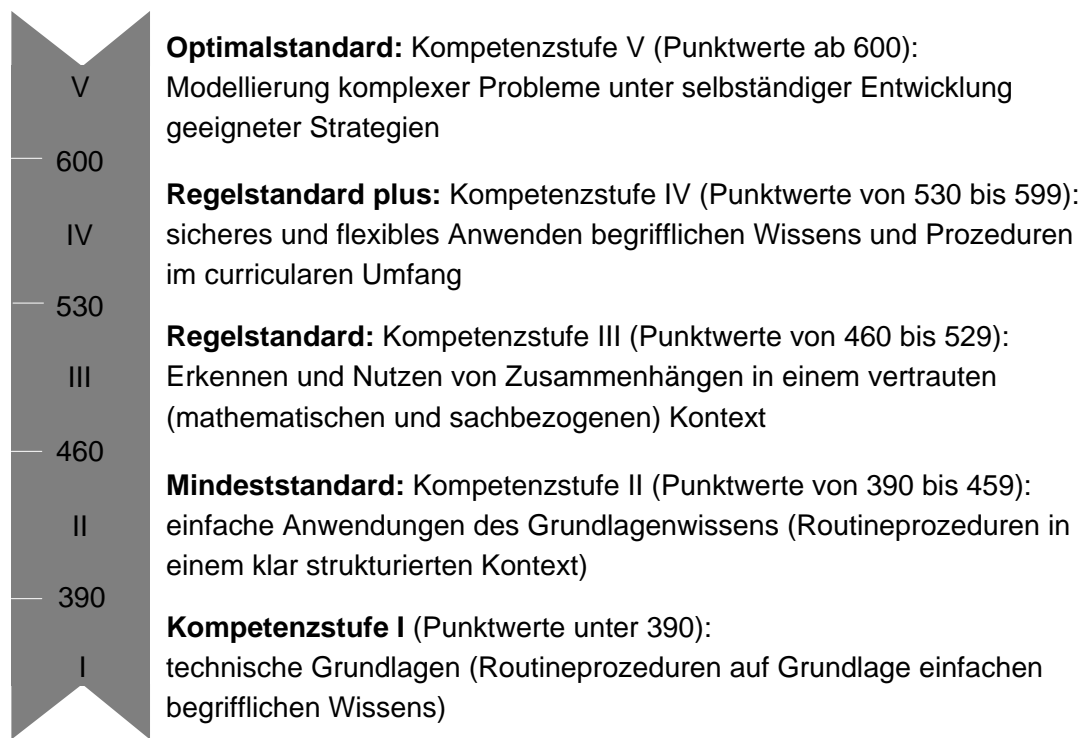 Optimalstandard: Kompetenzstufe V (Punktwerte ab 600):
V
Modellierung komplexer Probleme unter selbständiger Entwicklung
geeigneter Strategien
600
Regelstandard plus: Kompetenzstufe IV (Punktwerte von 530 bis 599):
IV
sicheres und flexibles Anwenden begrifflichen Wissens und Prozeduren
im curricularen Umfang
530
Regelstandard: Kompetenzstufe III (Punktwerte von 460 bis 529):
III
Erkennen und Nutzen von Zusammenhängen in einem vertrauten
(mathematischen und sachbezogenen) Kontext
460
Mindeststandard: Kompetenzstufe II (Punktwerte von 390 bis 459):
II
einfache Anwendungen des Grundlagenwissens (Routineprozeduren in
einem klar strukturierten Kontext)
390
Kompetenzstufe I (Punktwerte unter 390):
I
technische Grundlagen (Routineprozeduren auf Grundlage einfachen
begrifflichen Wissens)